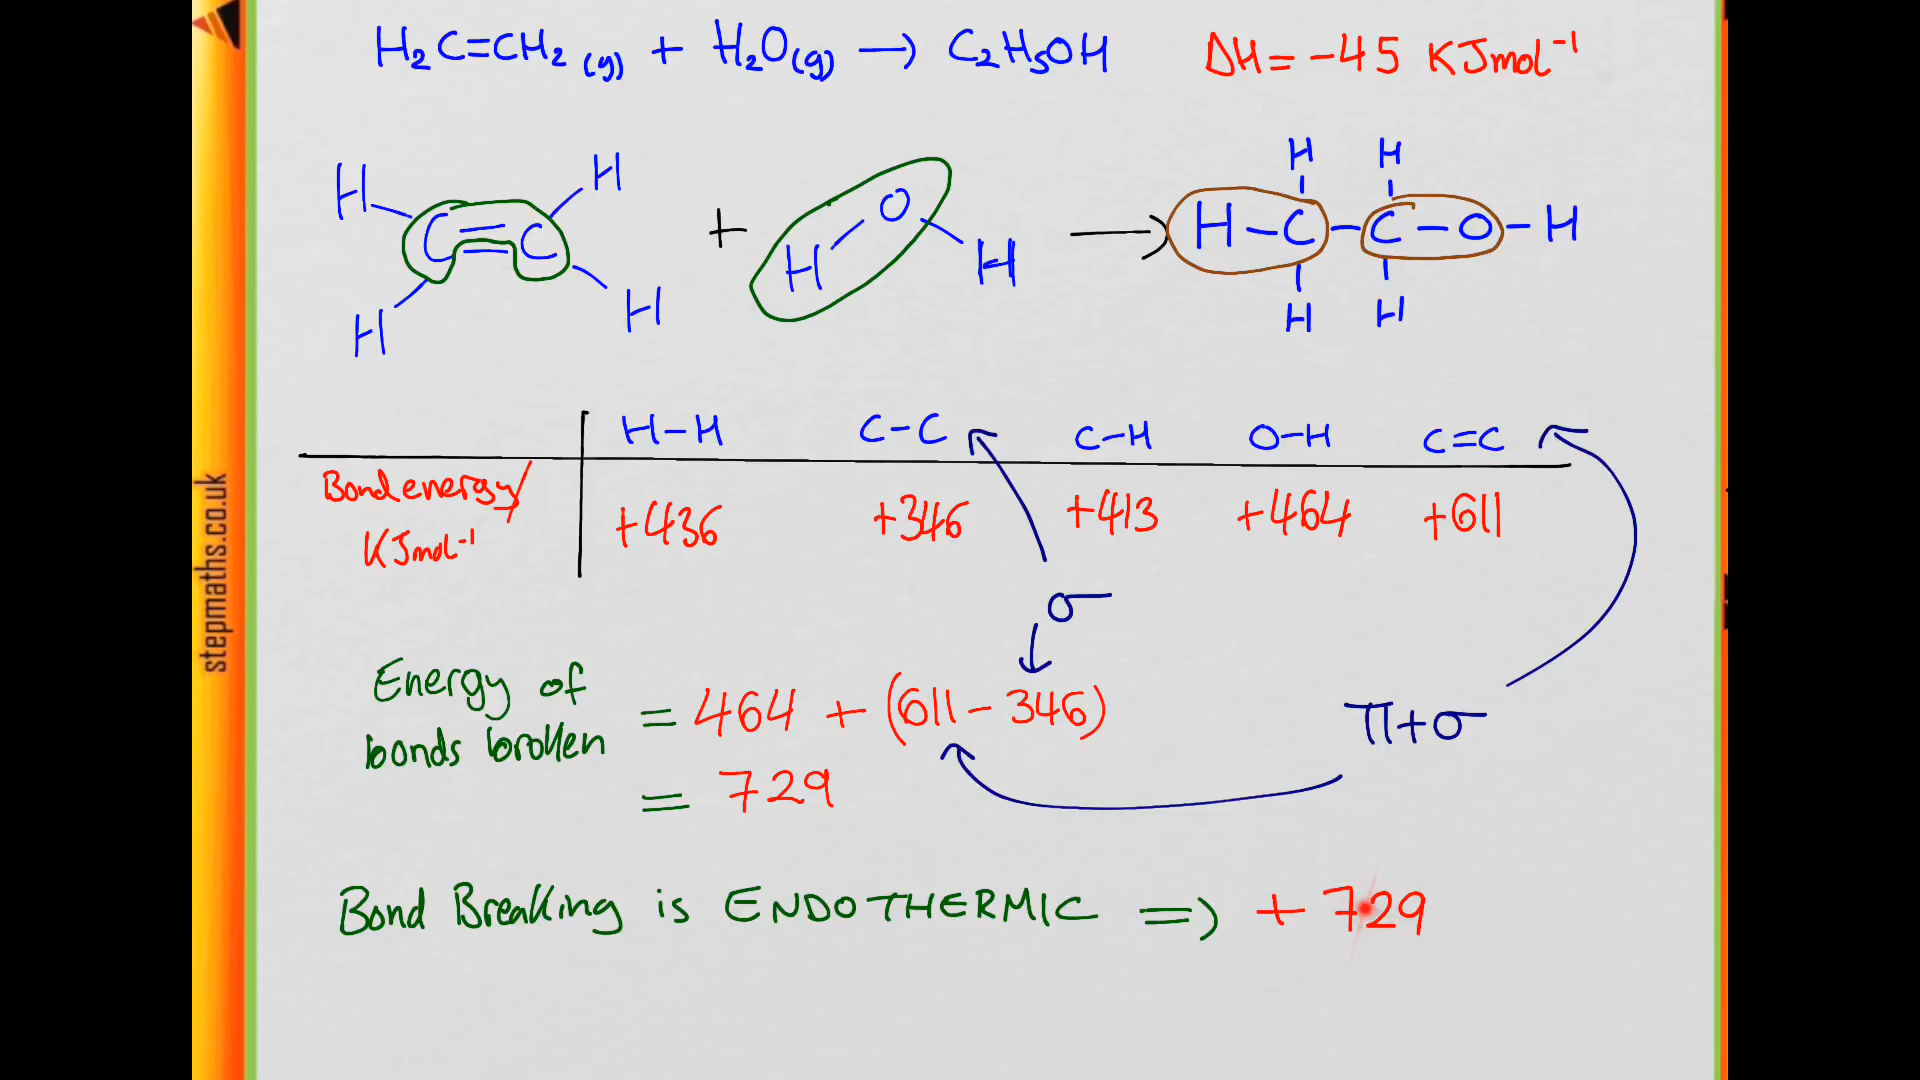 H₂C=CH₂ (g) + H₂O(g) → C₂H₅OH ΔH = -45 KJmol⁻¹
H H H H
C=C + H O H → H-C-C-O-H
H H H H
H-H C-C C-H O-H C=C
Bond energy/ KJmol⁻¹ +436 +346 +413 +464 +611
σ
Energy of bonds broken = 464 + (611 - 346)
π+σ
= 729
Bond Breaking is ENDOTHERMIC => + 729
stepmaths.co.uk